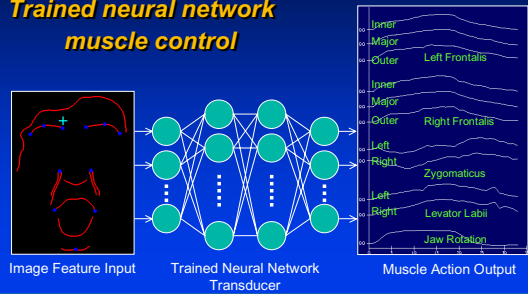 Trained neural network
muscle control
Inner
Major
Outer
Left Frontalis
Inner
Major
Outer
Right Frontalis
Left
Right
Zygomaticus
Left
Right
Levator Labii
Jaw Rotation
Image Feature Input
Trained Neural Network
Transducer
Muscle Action Output